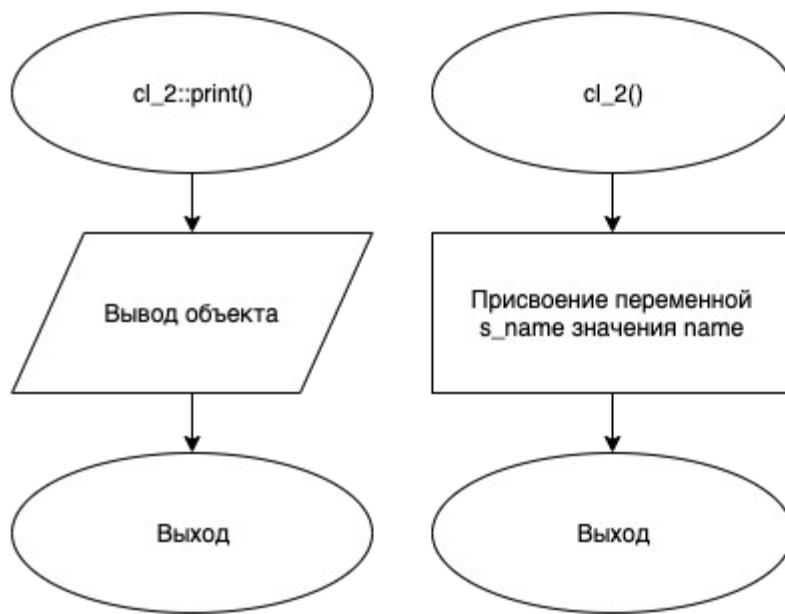 cl_2::print()
Вывод объекта
Выход
cl_2()
Присвоение переменной
s_name значения name
Выход